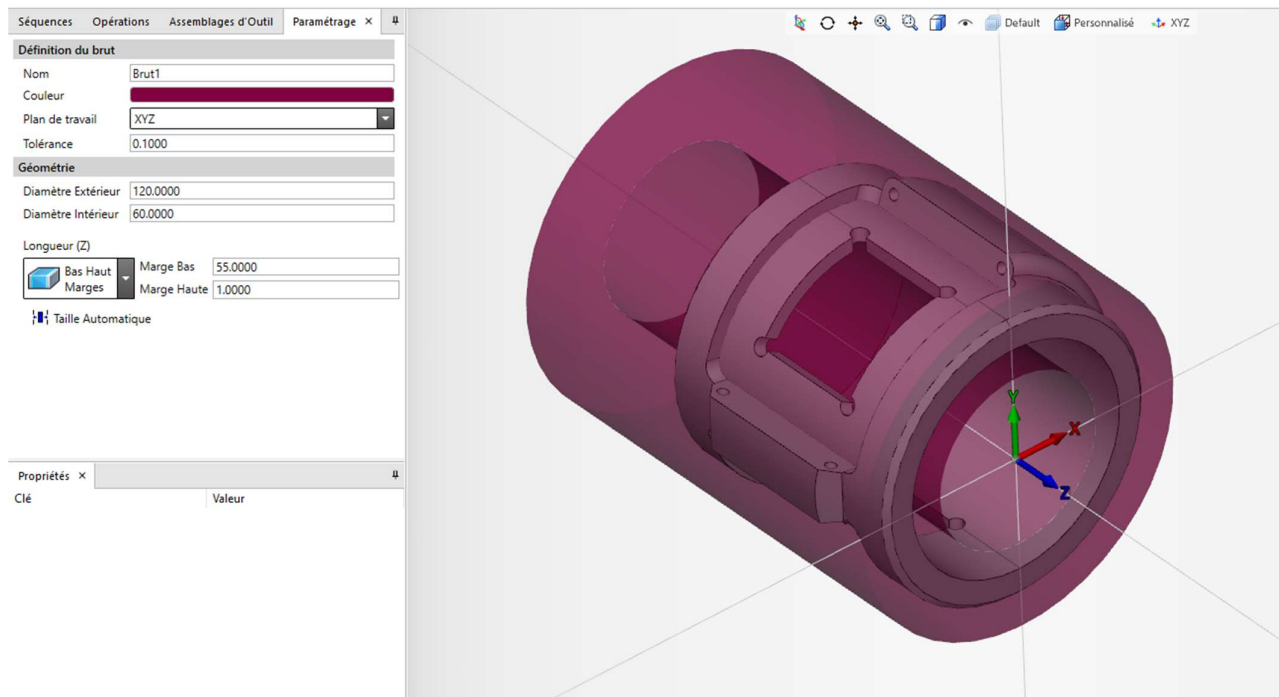 Séquences Opérations Assemblages d'Outil Paramétrage ×
Définition du brut
Nom Brut1
Couleur
Plan de travail XYZ
Tolérance 0.1000
Géométrie
Diamètre Extérieur 120.0000
Diamètre Intérieur 60.0000
Longueur (Z)
Bas Haut Marges
Marge Bas 55.0000
Marge Haute 1.0000
Taille Automatique
Propriétés ×
Clé Valeur
Default Personnalisé XYZ
Y
X
Z